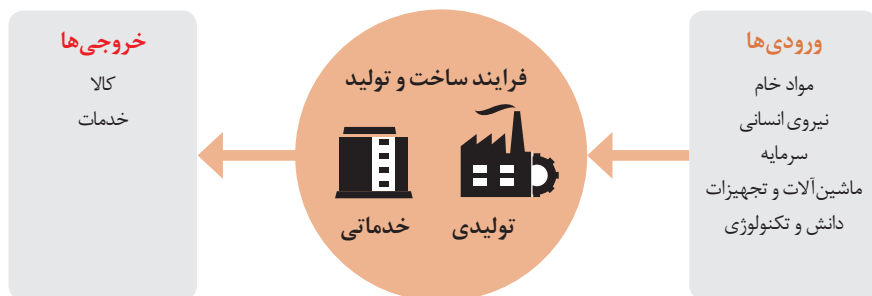 ورودی‌ها
مواد خام
نیروی انسانی
سرمایه
ماشین‌آلات و تجهیزات
دانش و تکنولوژی
فرایند ساخت و تولید
تولیدی
خدماتی
خروجی‌ها
کالا
خدمات